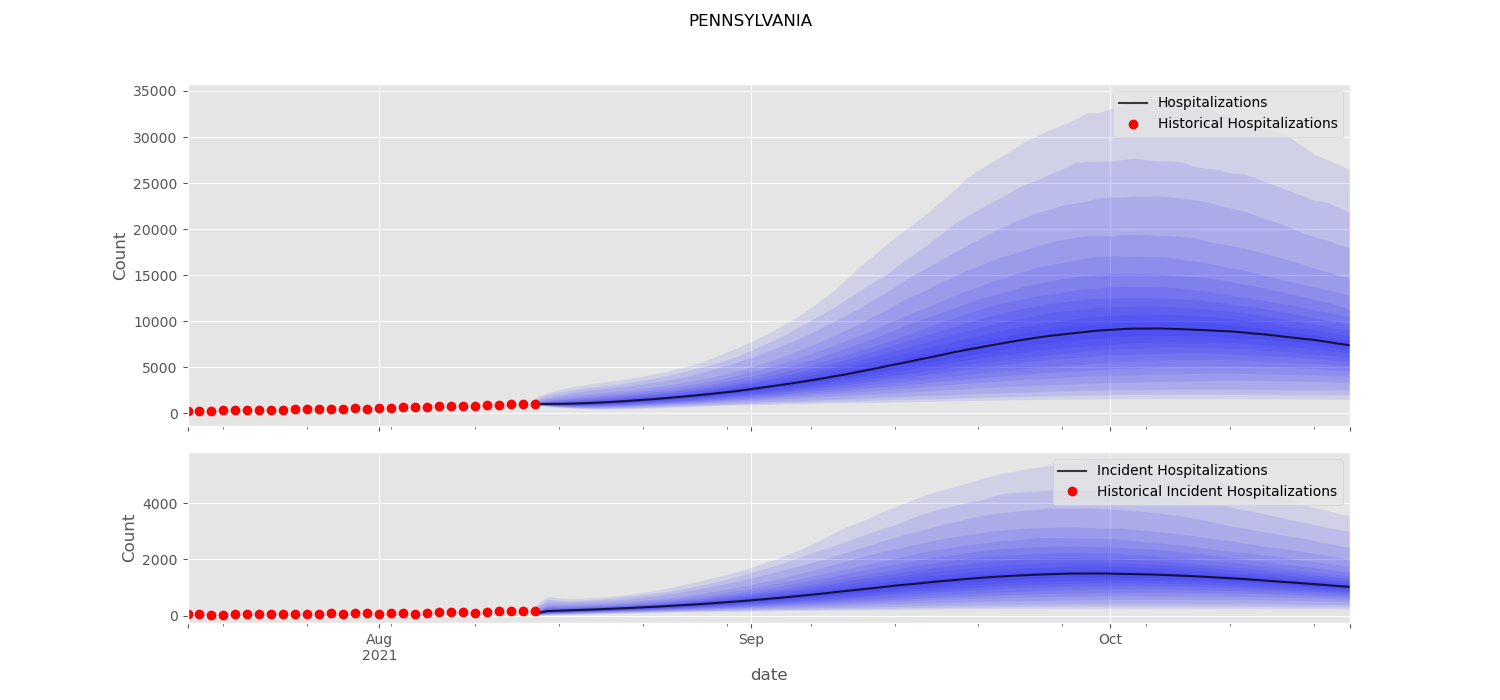 PENNSYLVANIA
35000
30000
25000
20000
15000
10000
5000
0
Count
Hospitalizations
Historical Hospitalizations
4000
2000
0
Count
Incident Hospitalizations
Historical Incident Hospitalizations
Aug
2021
Sep
Oct
date